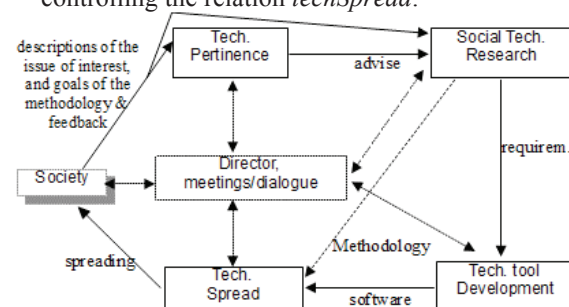 controlling the relation techSpread.
descriptions of the
issue of interest,
and goals of the
methodology &
feedback
Tech.
Pertinence
advise
Social Tech.
Research
requirem.
Director,
meetings/dialogue
Society
spreading
Methodology
Tech.
Spread
software
Tech. tool
Development